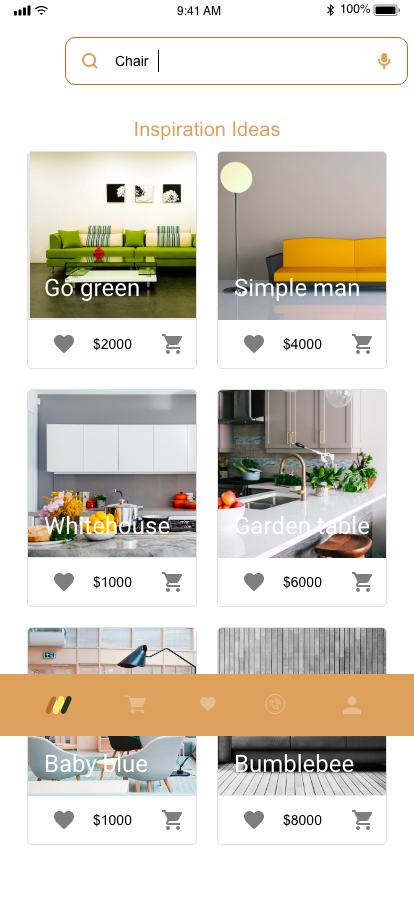 9:41 AM
100%
Chair
Inspiration Ideas
Go green
Simple man
$2000
$4000
Whitehouse
Garden table
$1000
$6000
Baby blue
Bumblebee
$1000
$8000